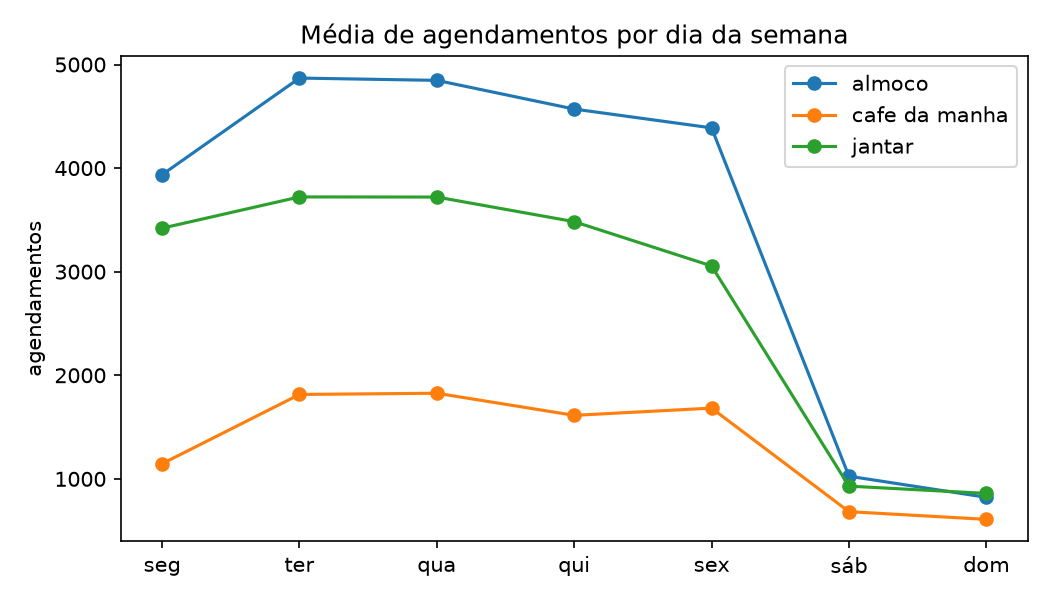 Média de agendamentos por dia da semana
agendamentos
5000
4000
3000
2000
1000
almoco
cafe da manha
jantar
seg
ter
qua
qui
sex
sáb
dom